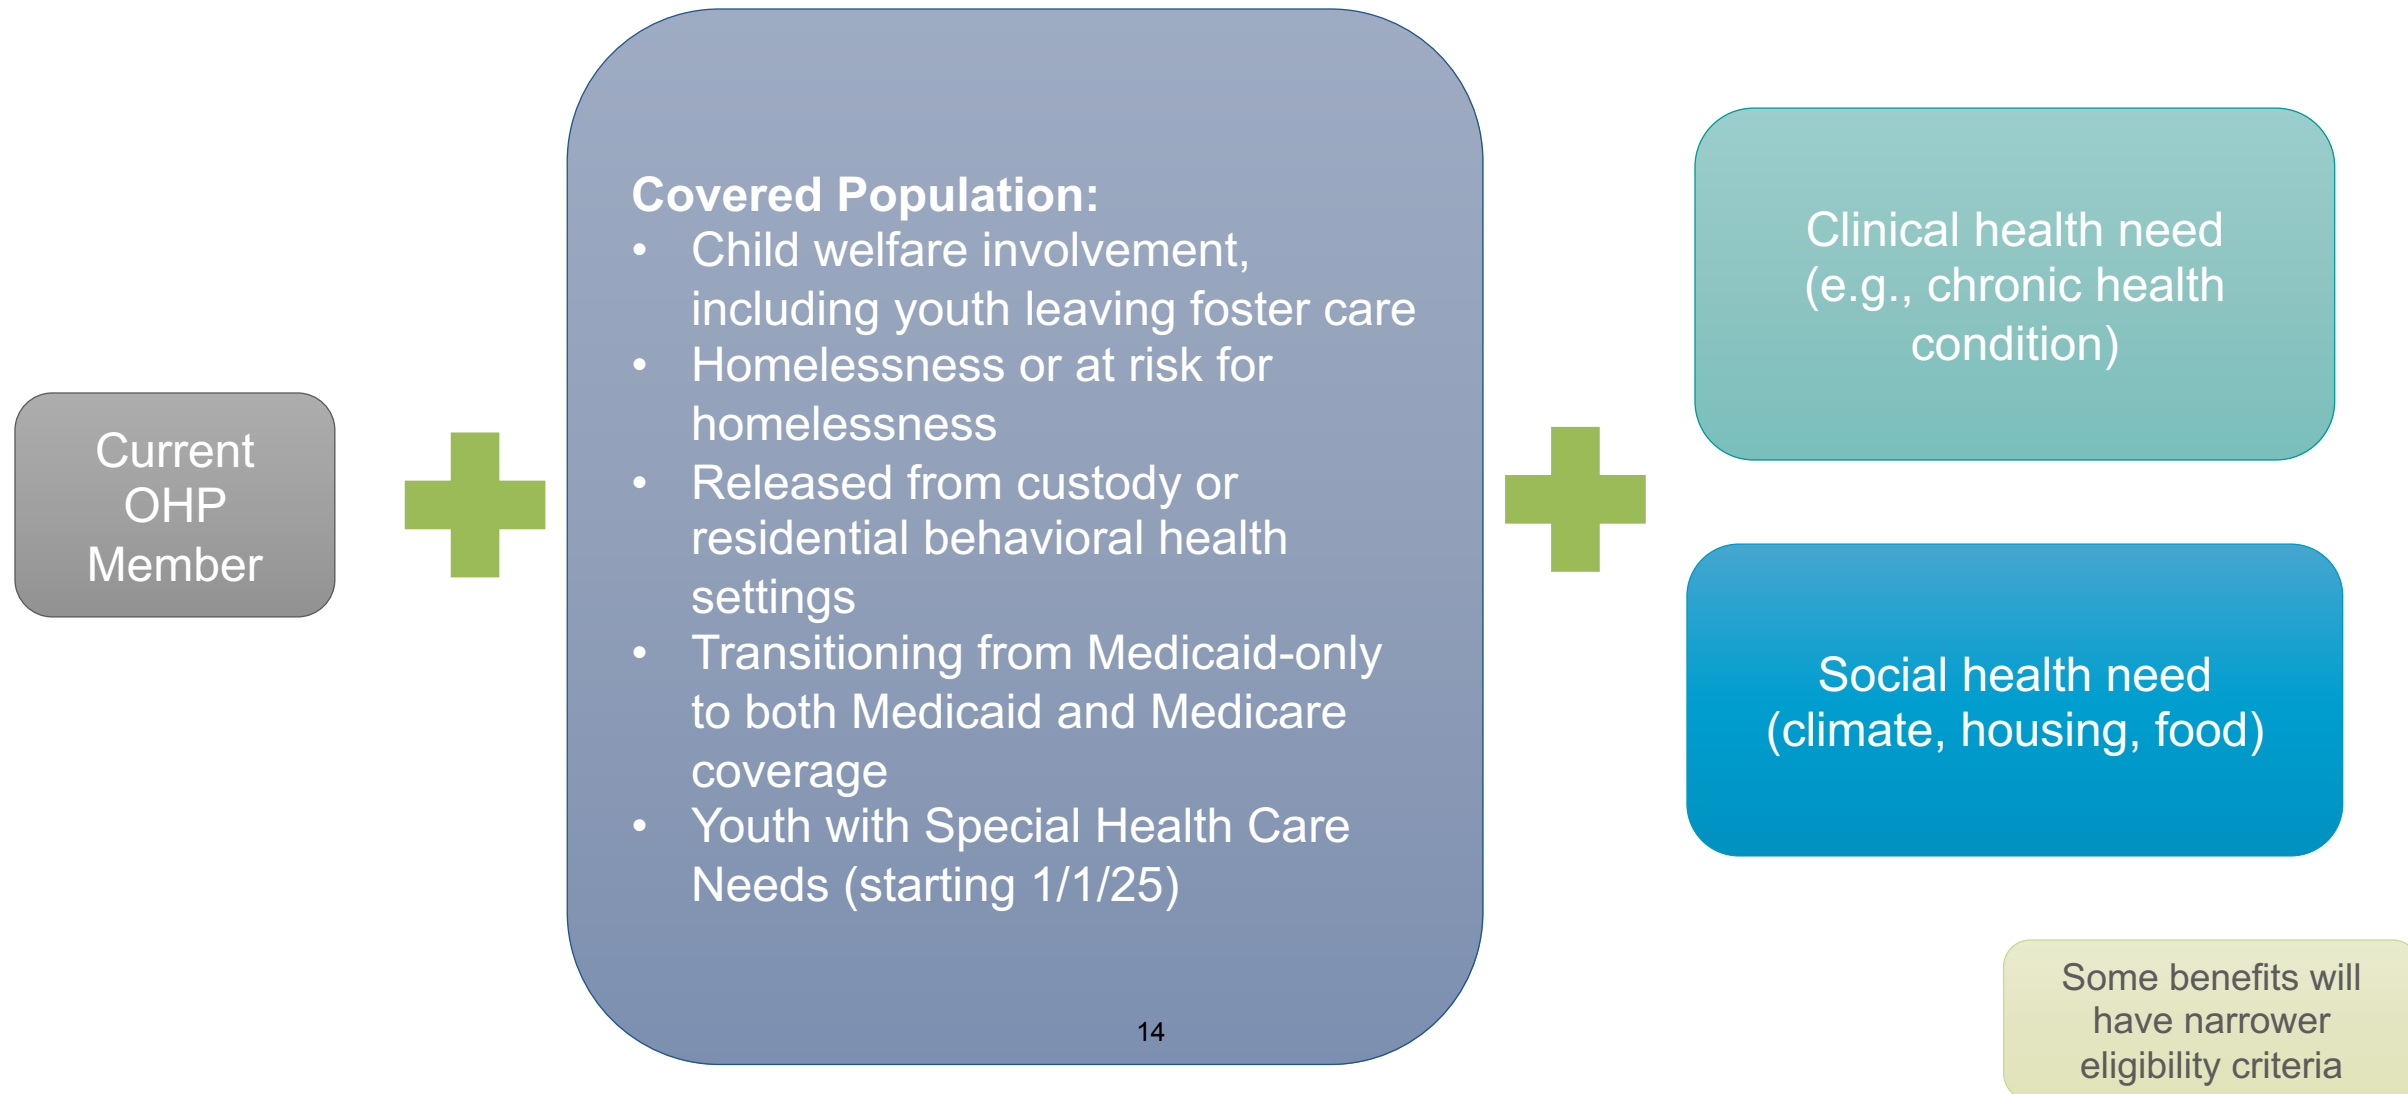 Current
OHP
Member
Covered Population:
• Child welfare involvement,
including youth leaving foster care
• Homelessness or at risk for
homelessness
• Released from custody or
residential behavioral health
settings
• Transitioning from Medicaid-only
to both Medicaid and Medicare
coverage
• Youth with Special Health Care
Needs (starting 1/1/25)
14
Clinical health need
(e.g., chronic health
condition)
Social health need
(climate, housing, food)
Some benefits will
have narrower
eligibility criteria